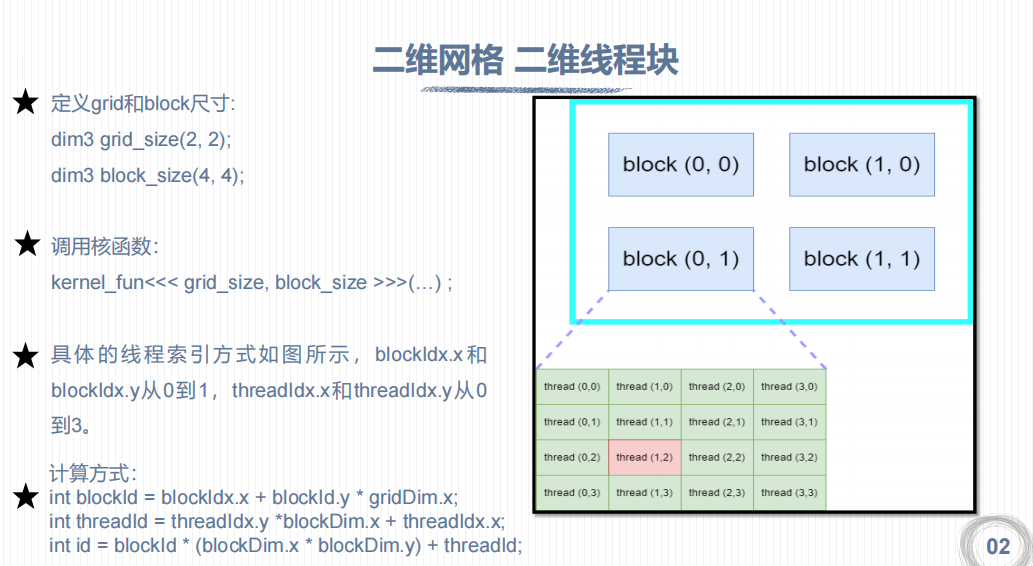 二维网格 二维线程块
定义grid和block尺寸:
dim3 grid_size(2, 2);
dim3 block_size(4, 4);
调用核函数:
kernel_fun<<< grid_size, block_size >>>(...) ;
具体的线程索引方式如图所示，blockIdx.x和
blockIdx.y从0到1，threadIdx.x和threadIdx.y从0
到3。
计算方式:
int blockId = blockIdx.x + blockId.y * gridDim.x;
int threadId = threadIdx.y *blockDim.x + threadIdx.x;
int id = blockId * (blockDim.x * blockDim.y) + threadId;
block (0, 0) block (1, 0)
block (0, 1) block (1, 1)
thread (0,0) thread (1,0) thread (2,0) thread (3,0)
thread (0,1) thread (1,1) thread (2,1) thread (3,1)
thread (0,2) thread (1,2) thread (2,2) thread (3,2)
thread (0,3) thread (1,3) thread (2,3) thread (3,3)
02